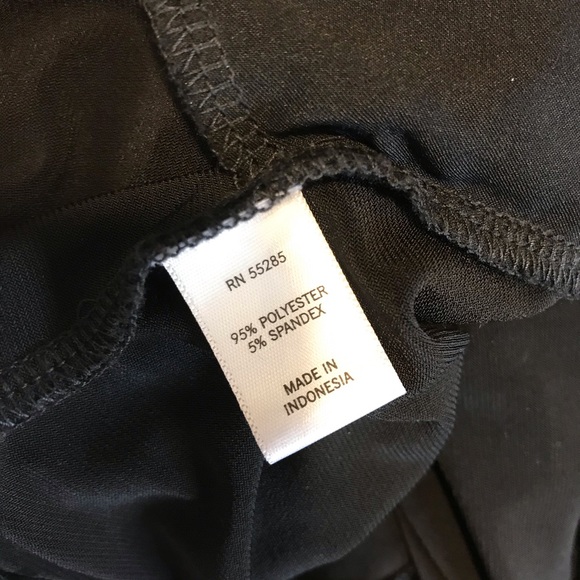 RN 55285
95% POLYESTER
5% SPANDEX
MADE IN
INDONESIA